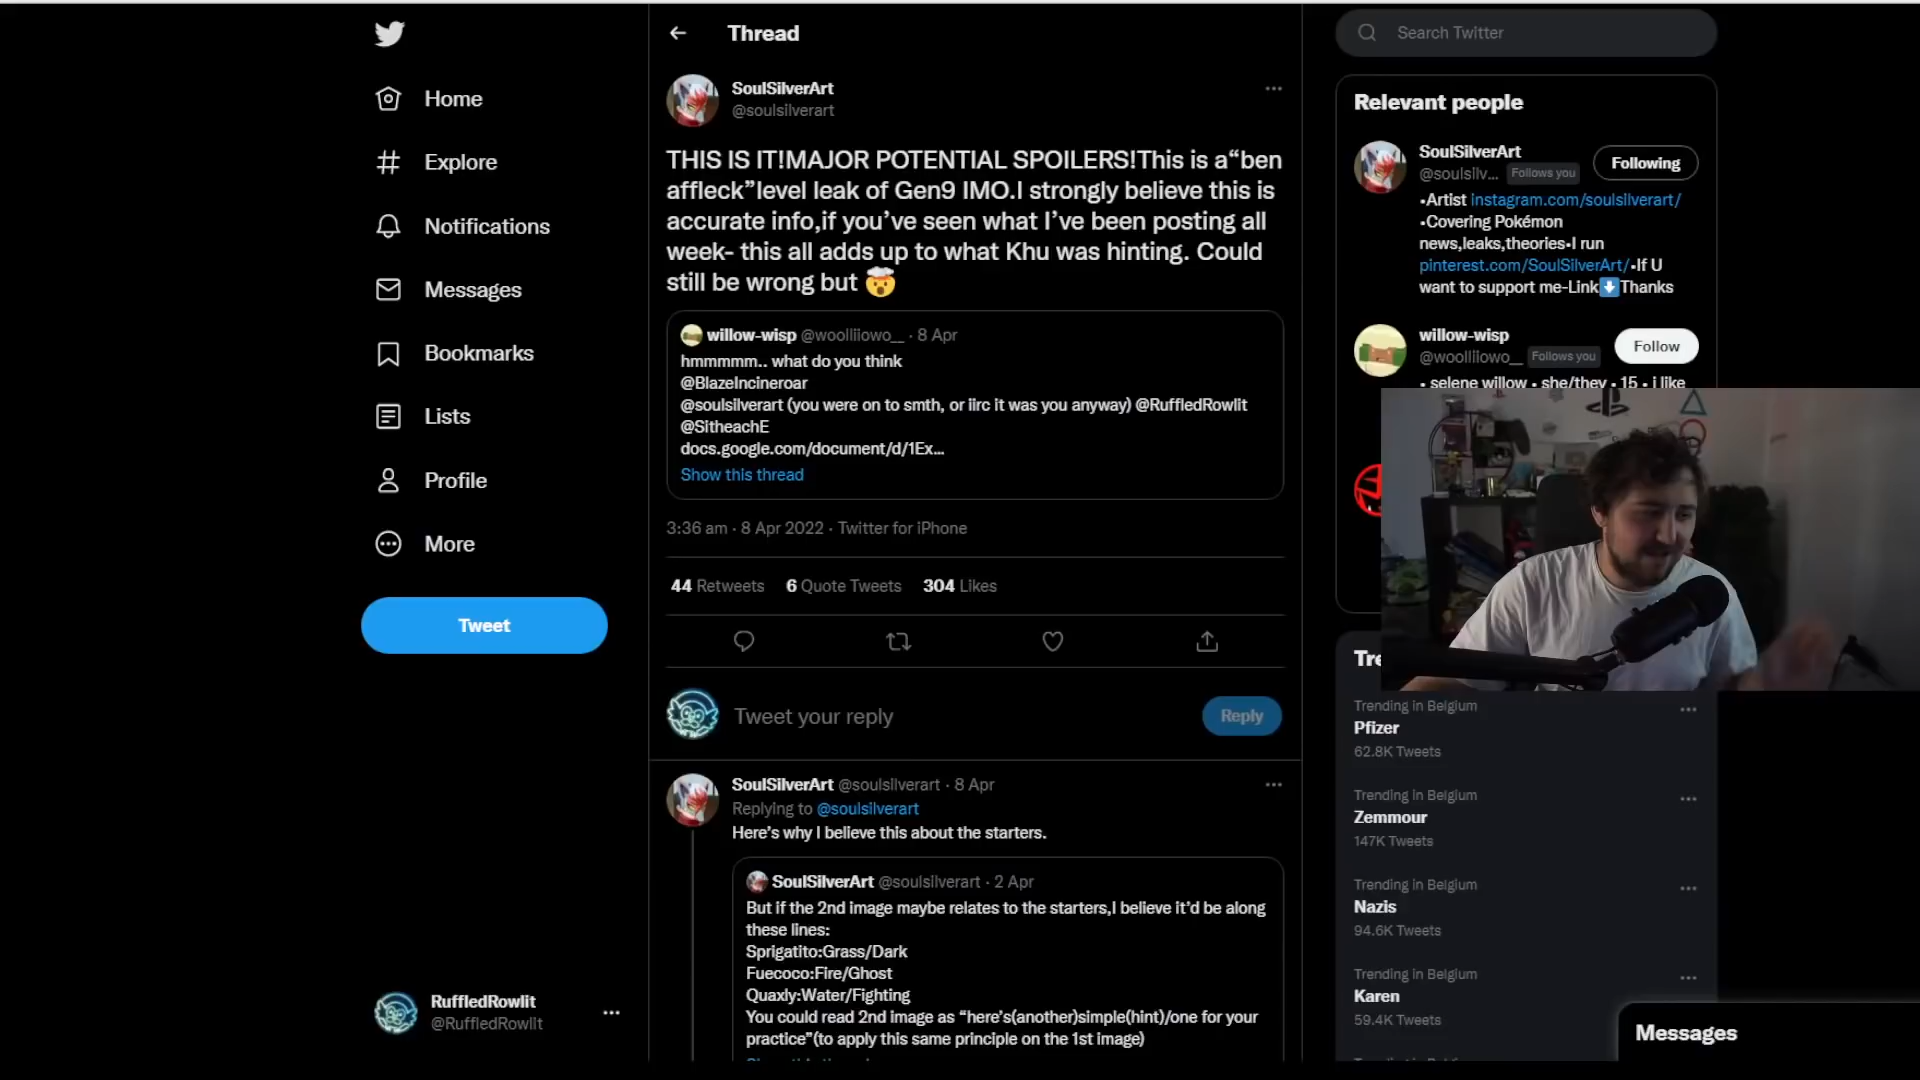 Home
Explore
Notifications
Messages
Bookmarks
Lists
Profile
More
Tweet
RuffledRowlit
@RuffledRowlit
Thread
SoulSilverArt
@soulsilverart
THIS IS IT!MAJOR POTENTIAL SPOILERS!This is a“ben
affleck”level leak of Gen9 IMO.I strongly believe this is
accurate info,if you’ve seen what I’ve been posting all
week- this all adds up to what Khu was hinting. Could
still be wrong but 🤯
willow-wisp @woolliiowo__ · 8 Apr
hmmmmm.. what do you think
@BlazeIncineroar
@soulsilverart (you were on to smth, or iirc it was you anyway) @RuffledRowlit
@SitheachE
docs.google.com/document/d/1Ex...
Show this thread
3:36 am · 8 Apr 2022 · Twitter for iPhone
44 Retweets 6 Quote Tweets 304 Likes
Tweet your reply
Reply
SoulSilverArt @soulsilverart · 8 Apr
Replying to @soulsilverart
Here’s why I believe this about the starters.
SoulSilverArt @soulsilverart · 2 Apr
But if the 2nd image maybe relates to the starters,I believe it’d be along
these lines:
Sprigatito:Grass/Dark
Fuecoco:Fire/Ghost
Quaxly:Water/Fighting
You could read 2nd image as “here’s(another)simple(hint)/one for your
practice”(to apply this same principle on the 1st image)
Search Twitter
Relevant people
SoulSilverArt
@soulsilv... Follows you
Following
•Artist instagram.com/soulsilverart/
•Covering Pokémon
news,leaks,theories•I run
pinterest.com/SoulSilverArt/•If U
want to support me-Link⬇Thanks
willow-wisp
@woolliiowo__ Follows you
Follow
• selene willow • she/they • 15 • i like
Trending in Belgium
Pfizer
62.8K Tweets
Trending in Belgium
Zemmour
147K Tweets
Trending in Belgium
Nazis
94.6K Tweets
Trending in Belgium
Karen
59.4K Tweets
Messages